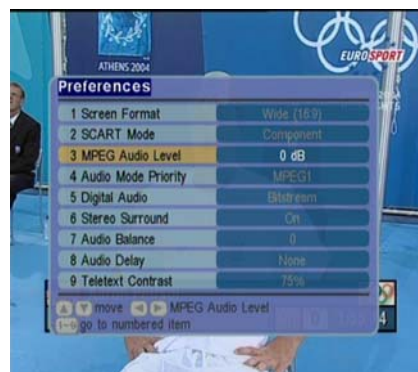 ATHENS 2004
EUROSPORT
Preferences
1 Screen Format Wide (16:9)
2 SCART Mode Component
3 MPEG Audio Level 0 dB
4 Audio Mode Priority MPEG1
5 Digital Audio Bitstream
6 Stereo Surround On
7 Audio Balance 0
8 Audio Delay None
9 Teletext Contrast 75%
move MPEG Audio Level
1-9 go to numbered item
4